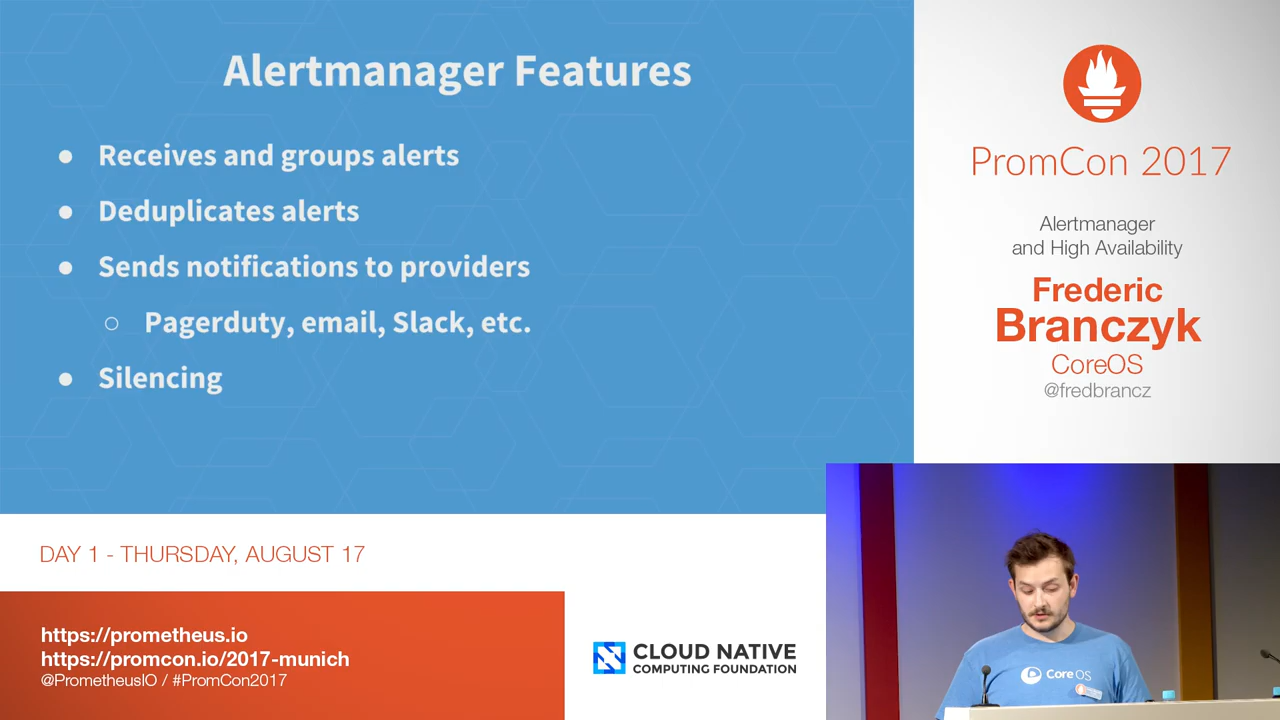 Alertmanager Features
● Receives and groups alerts
● Deduplicates alerts
● Sends notifications to providers
○ Pagerduty, email, Slack, etc.
● Silencing
PromCon 2017
Alertmanager
and High Availability
Frederic
Branczyk
CoreOS
@fredbrancz
DAY 1 - THURSDAY, AUGUST 17
https://prometheus.io
https://promcon.io/2017-munich
@PrometheusIO / #PromCon2017
CLOUD NATIVE
COMPUTING FOUNDATION
Core OS